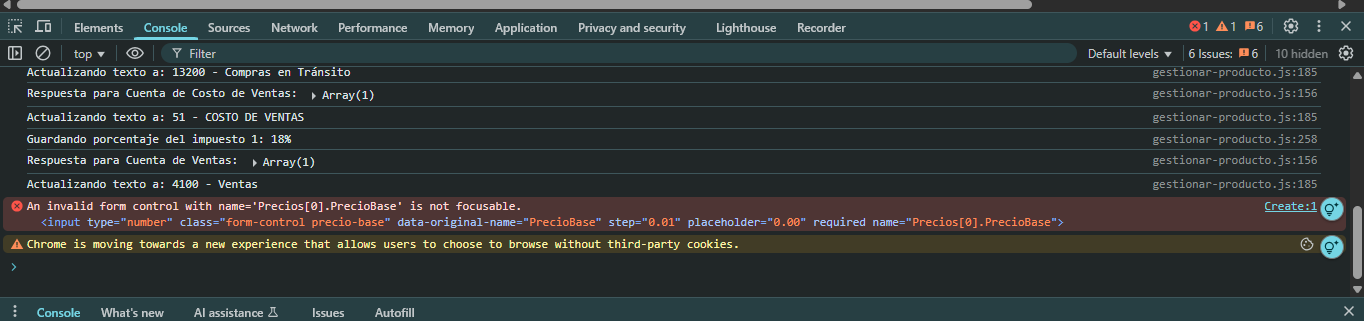 Elements Console Sources Network Performance Memory Application Privacy and security Lighthouse Recorder 1 1 6
top Filter Default levels 6 Issues: 6 10 hidden
Actualizando texto a: 13200 - Compras en Tránsito gestionar-producto.js:185
Respuesta para Cuenta de Costo de Ventas: Array(1) gestionar-producto.js:156
Actualizando texto a: 51 - COSTO DE VENTAS gestionar-producto.js:185
Guardando porcentaje del impuesto 1: 18% gestionar-producto.js:258
Respuesta para Cuenta de Ventas: Array(1) gestionar-producto.js:156
Actualizando texto a: 4100 - Ventas gestionar-producto.js:185
An invalid form control with name='Precios[0].PrecioBase' is not focusable. Create:1
<input type="number" class="form-control precio-base" data-original-name="PrecioBase" step="0.01" placeholder="0.00" required name="Precios[0].PrecioBase">
Chrome is moving towards a new experience that allows users to choose to browse without third-party cookies.
Console What's new AI assistance Issues Autofill